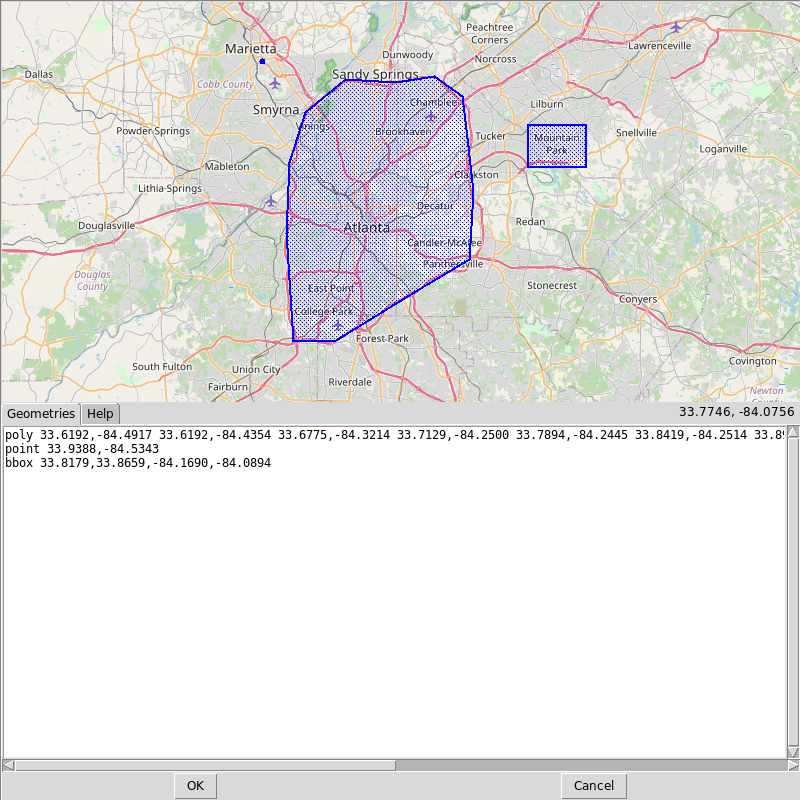 Peachtree
Corners
Marietta
Lawrenceville
Dunwoody
Norcross
Dallas
Sandy Springs
Cobb County
Chamblee
Lilburn
Smyrna
Vinings
Powder Springs
Brookhaven
Tucker
Snellville
Mountain
Park
Loganville
Mableton
Clarkston
Lithia Springs
Decatur
Douglasville
Atlanta
Redan
Candler-McAfee
Panthersville
Douglas
County
East Point
Stonecrest
Conyers
College Park
Forest Park
Covington
South Fulton
Union City
Riverdale
Fairburn
Newton
County
Geometries Help 33.7746, -84.0756
poly 33.6192,-84.4917 33.6192,-84.4354 33.6775,-84.3214 33.7129,-84.2500 33.7894,-84.2445 33.8419,-84.2514 33.89
point 33.9388,-84.5343
bbox 33.8179,33.8659,-84.1690,-84.0894
OK Cancel